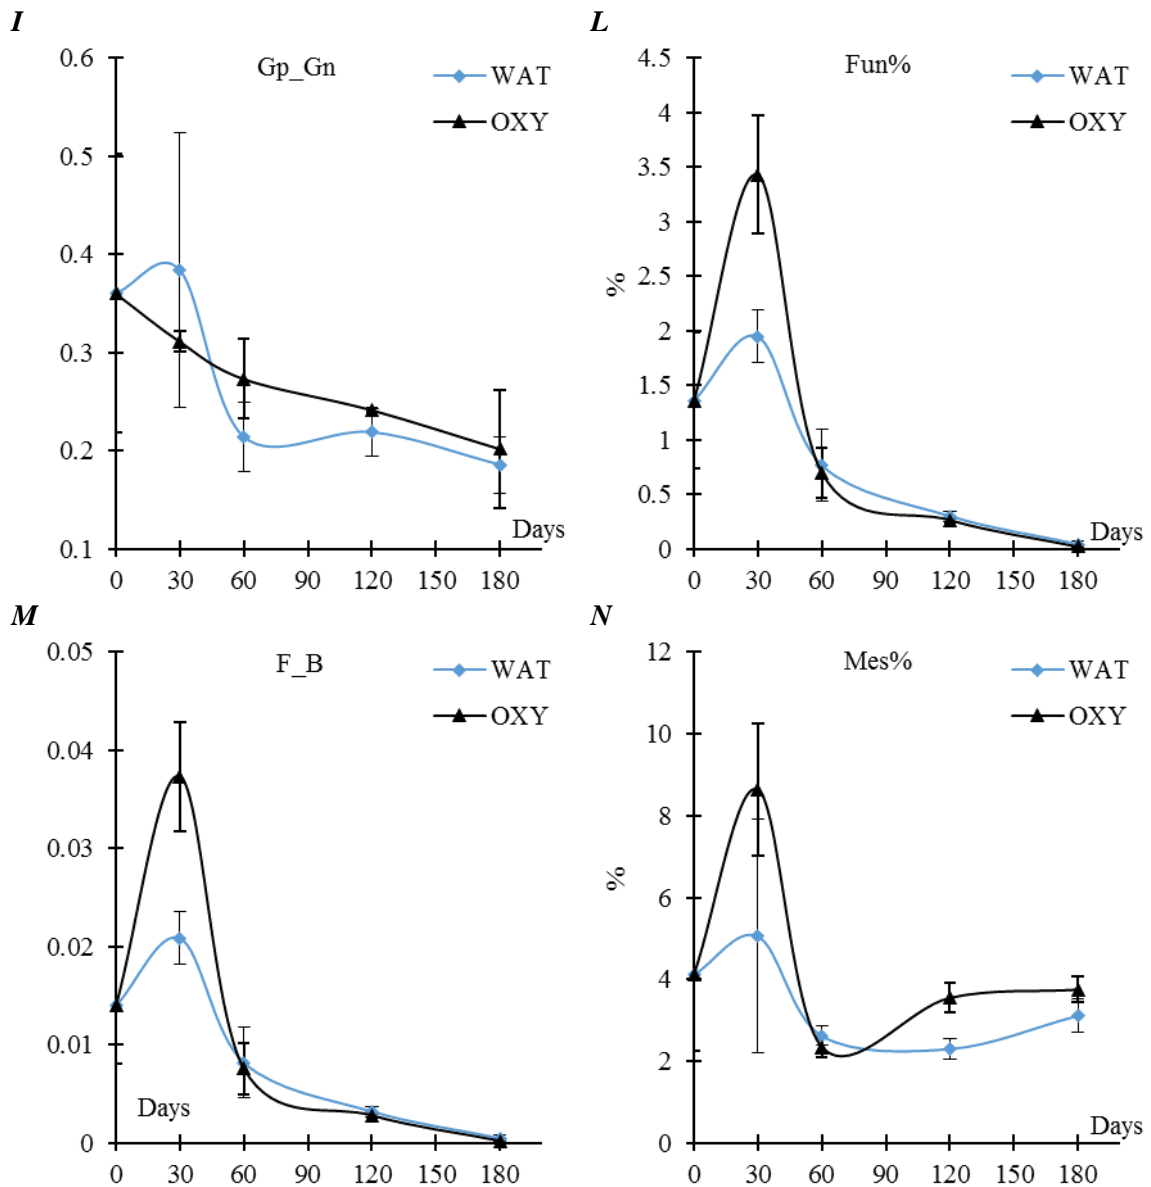 I
Gp_Gn
WAT
OXY
0.6
0.5
0.4
0.3
0.2
0.1
Days
0 30 60 90 120 150 180
L
Fun%
WAT
OXY
%
4.5
4
3.5
3
2.5
2
1.5
1
0.5
0
Days
0 30 60 90 120 150 180
M
F_B
WAT
OXY
0.05
0.04
0.03
0.02
0.01
0
Days
0 30 60 90 120 150 180
N
Mes%
WAT
OXY
%
12
10
8
6
4
2
0
Days
0 30 60 90 120 150 180